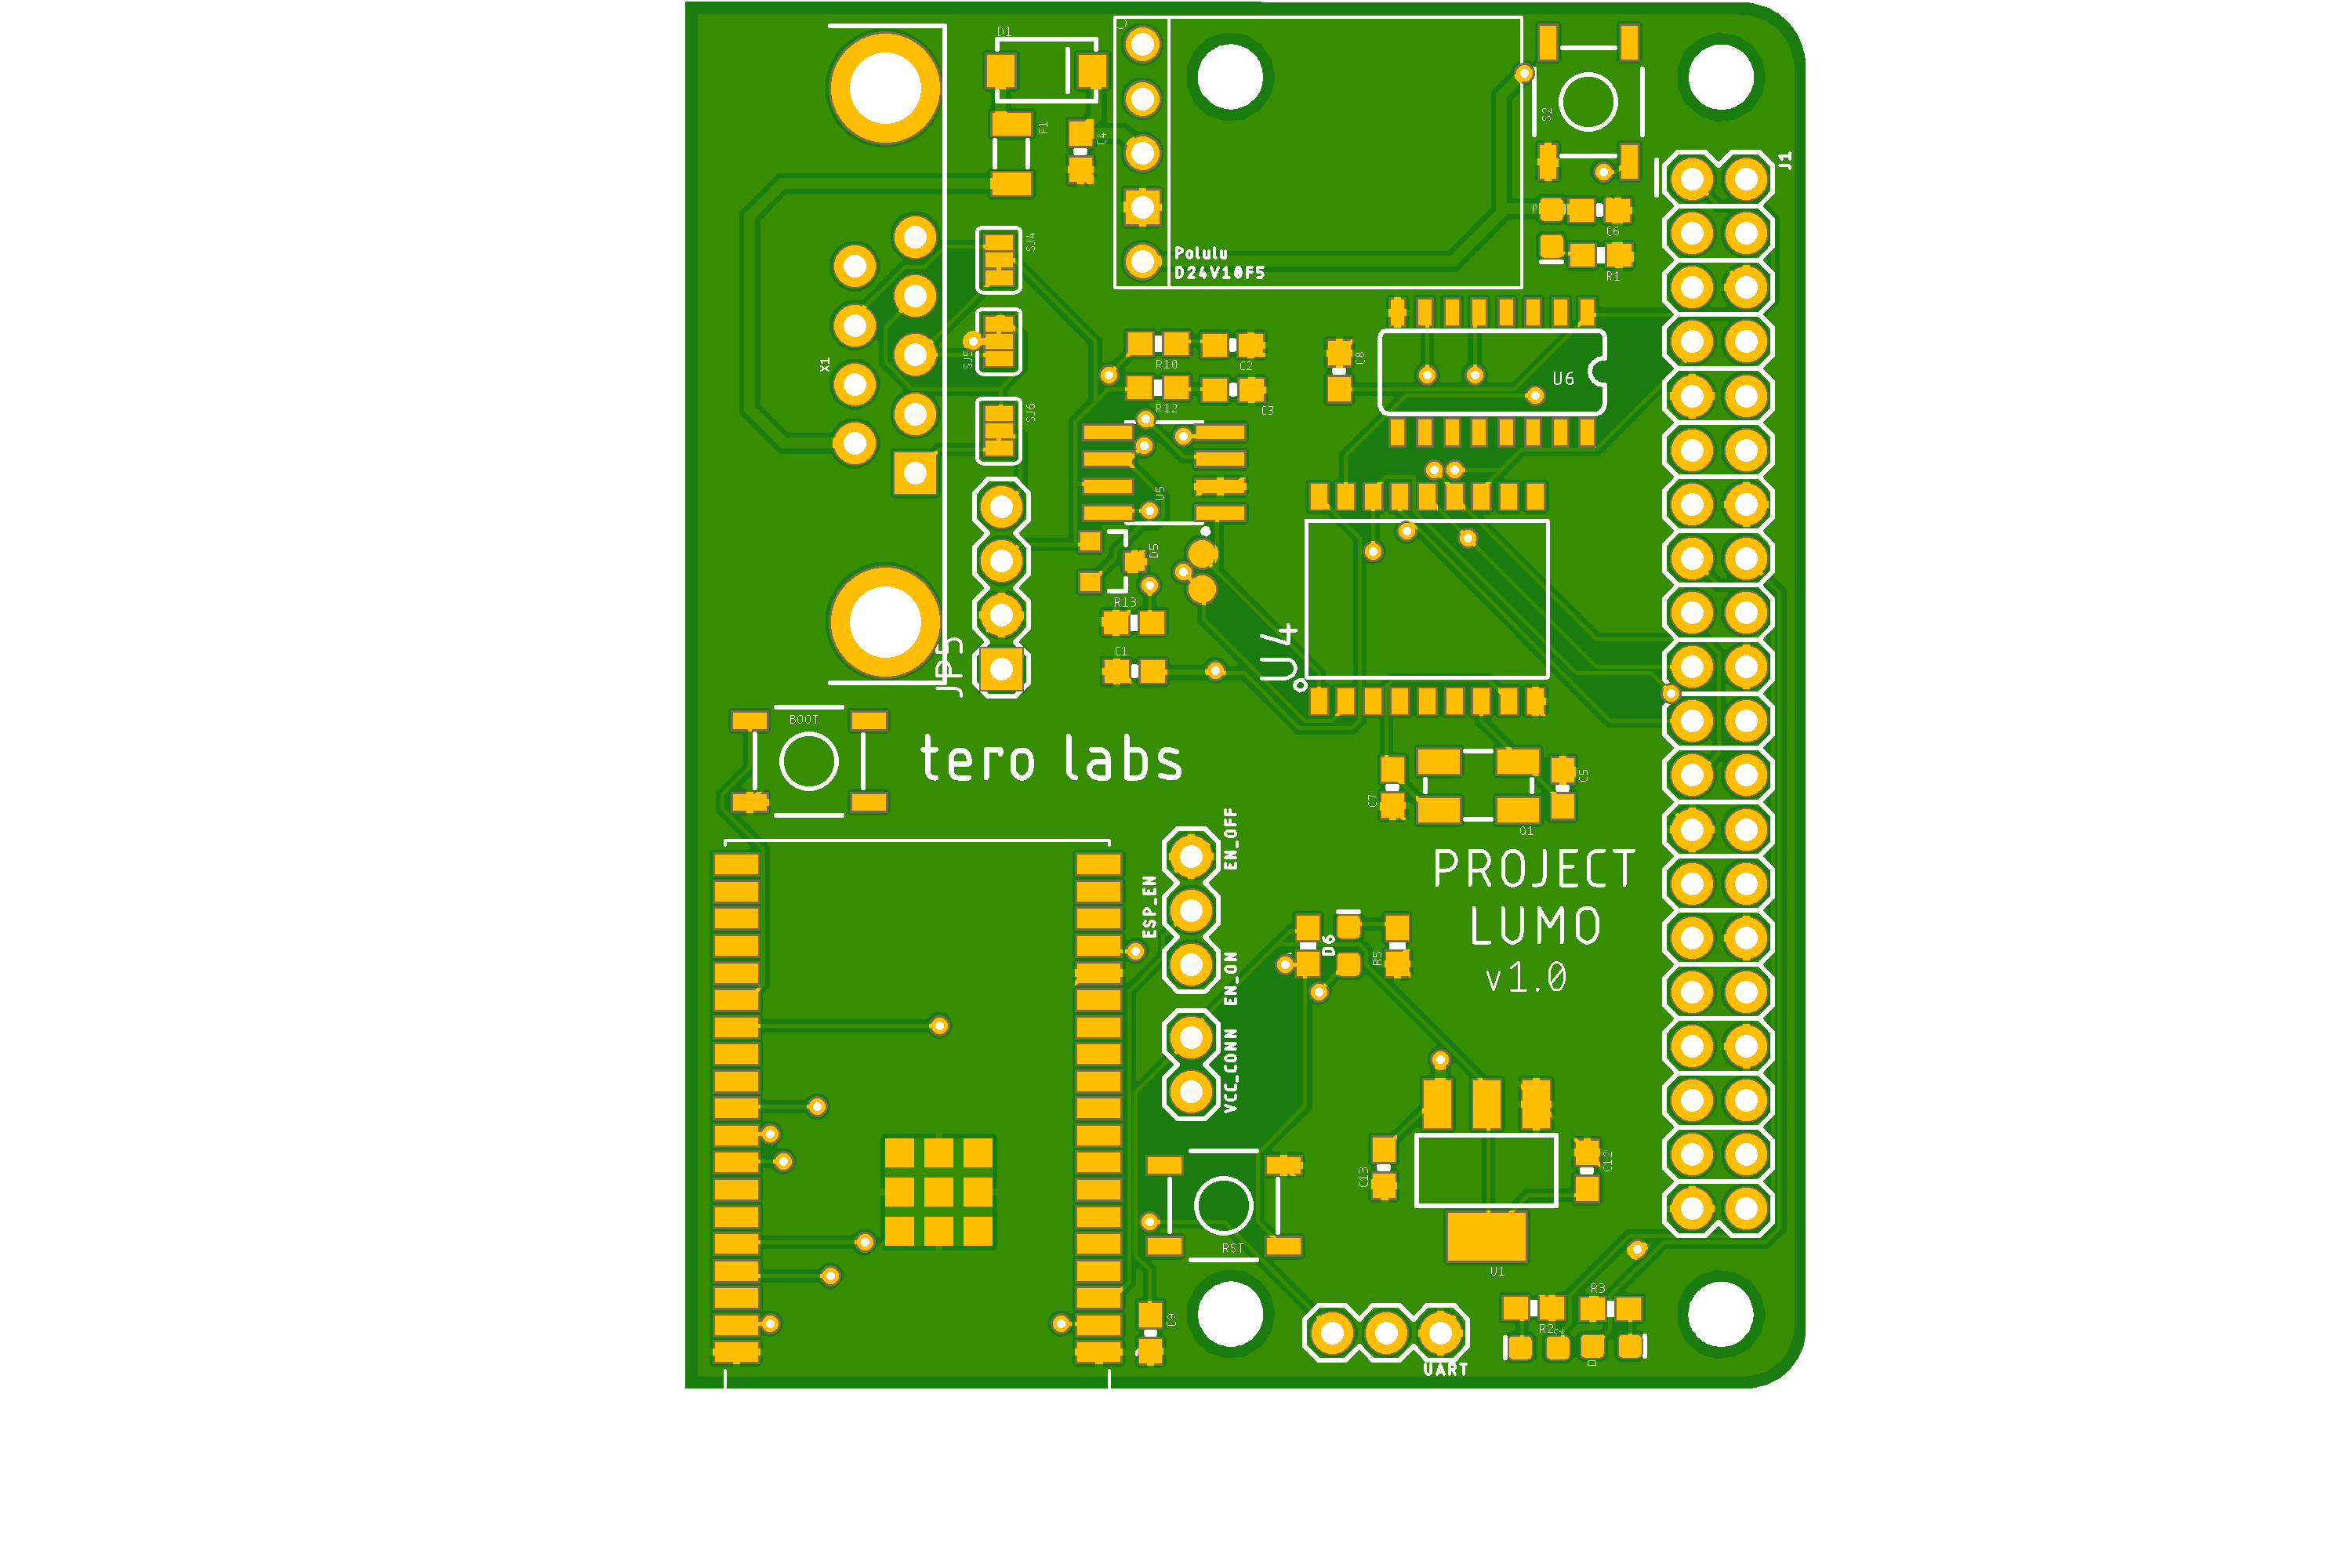 D1
F1
C4
S2
J1
C6
R1
SJ4
Polulu
D24V10F5
X1
SJ5
R10
C2
C8
U6
R12
C3
SJ6
U5
D5
R13
C1
U4
JP5
BOOT
tero labs
C7
C5
Q1
EN_OFF
ESP_EN
EN_ON
PROJECT
LUMO
v1.0
D6
R5
VCC_CONN
C13
C12
RST
U1
C9
R2
R3
UART